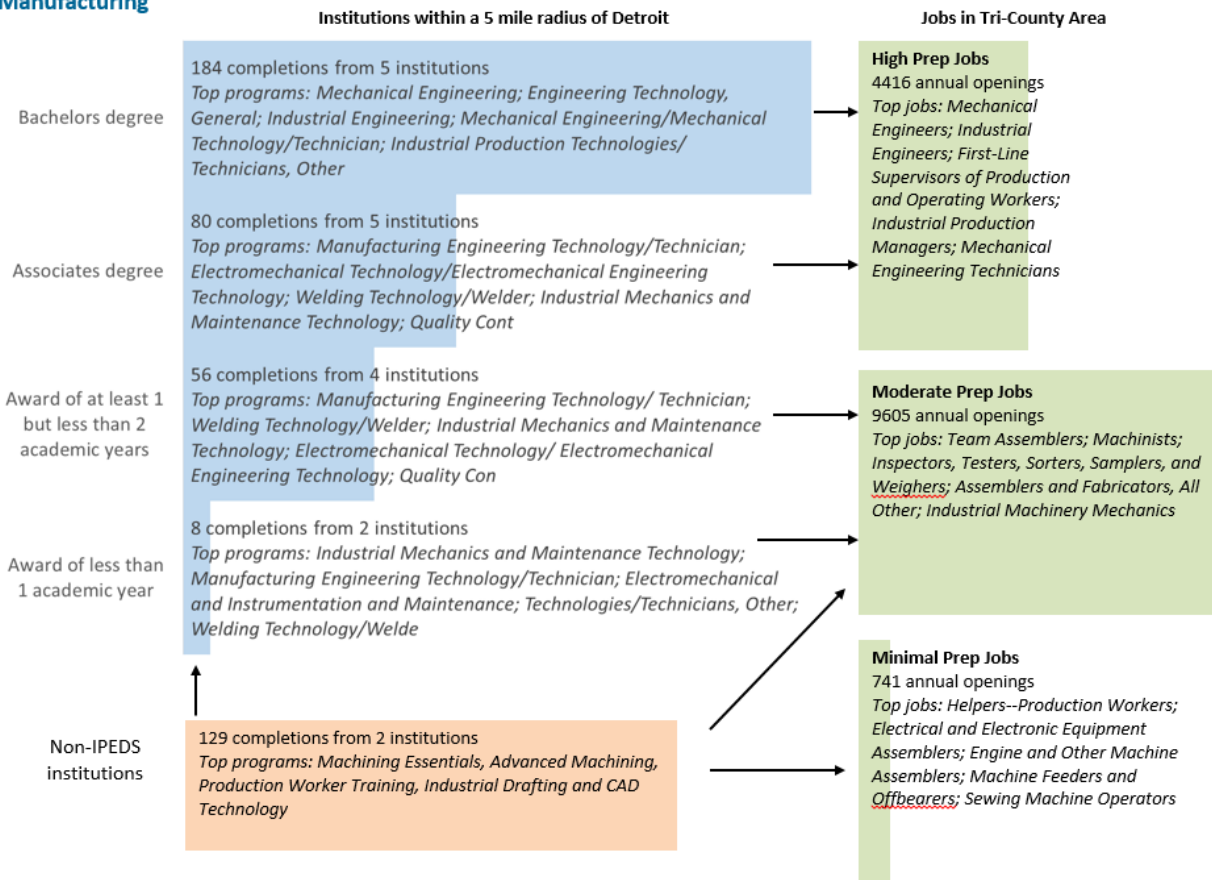 Manufacturing
Institutions within a 5 mile radius of Detroit
Jobs in Tri-County Area
Bachelors degree
184 completions from 5 institutions
Top programs: Mechanical Engineering; Engineering Technology,
General; Industrial Engineering; Mechanical Engineering/Mechanical
Technology/Technician; Industrial Production Technologies/
Technicians, Other
High Prep Jobs
4416 annual openings
Top jobs: Mechanical
Engineers; Industrial
Engineers; First-Line
Supervisors of Production
and Operating Workers;
Industrial Production
Managers; Mechanical
Engineering Technicians
Associates degree
80 completions from 5 institutions
Top programs: Manufacturing Engineering Technology/Technician;
Electromechanical Technology/Electromechanical Engineering
Technology; Welding Technology/Welder; Industrial Mechanics and
Maintenance Technology; Quality Cont
Award of at least 1
but less than 2
academic years
56 completions from 4 institutions
Top programs: Manufacturing Engineering Technology/ Technician;
Welding Technology/Welder; Industrial Mechanics and Maintenance
Technology; Electromechanical Technology/ Electromechanical
Engineering Technology; Quality Con
Moderate Prep Jobs
9605 annual openings
Top jobs: Team Assemblers; Machinists;
Inspectors, Testers, Sorters, Samplers, and
Weighers; Assemblers and Fabricators, All
Other; Industrial Machinery Mechanics
Award of less than
1 academic year
8 completions from 2 institutions
Top programs: Industrial Mechanics and Maintenance Technology;
Manufacturing Engineering Technology/Technician; Electromechanical
and Instrumentation and Maintenance; Technologies/Technicians, Other;
Welding Technology/Welde
Non-IPEDS
institutions
129 completions from 2 institutions
Top programs: Machining Essentials, Advanced Machining,
Production Worker Training, Industrial Drafting and CAD
Technology
Minimal Prep Jobs
741 annual openings
Top jobs: Helpers--Production Workers;
Electrical and Electronic Equipment
Assemblers; Engine and Other Machine
Assemblers; Machine Feeders and
Offbearers; Sewing Machine Operators